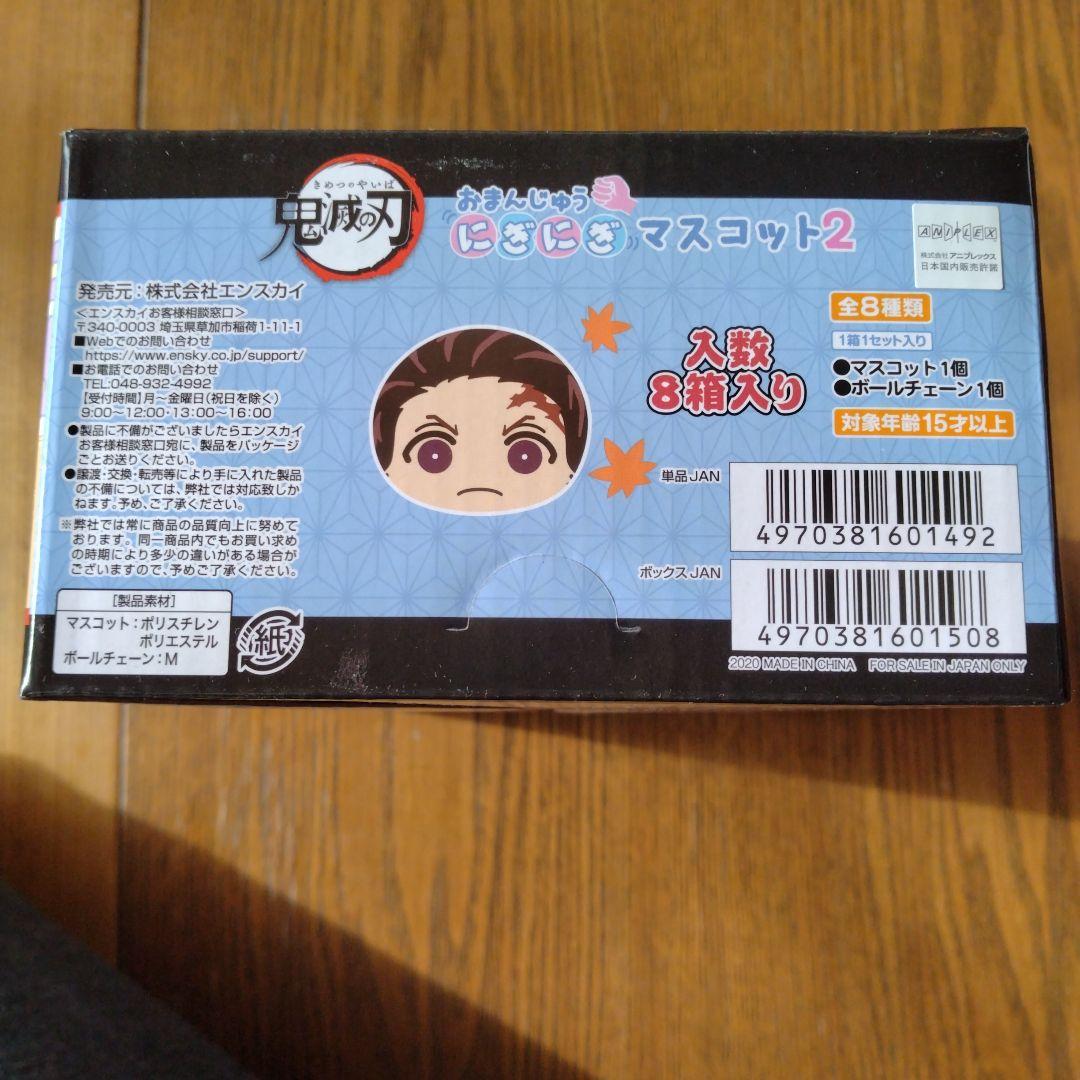 きめつのやいば
鬼滅の刃
おまんじゅう
にぎにぎマスコット2
ANIPLEX
株式会社アニプレックス
日本国内販売許諾
発売元：株式会社エンスカイ
＜エンスカイお客様相談窓口＞
〒340-0003 埼玉県草加市稲荷1-11-1
■Webでのお問い合わせ
https://www.ensky.co.jp/support/
■お電話でのお問い合わせ
TEL:048-932-4992
【受付時間】月～金曜日(祝日を除く)
9:00～12:00・13:00～16:00
●製品に不備がございましたらエンスカイ
お客様相談窓口宛に、製品をパッケージ
ごとお送りください。
●譲渡・交換・転売等により手に入れた製品
の不備については、弊社では対応致しか
ねます。予め、ご了承ください。
※弊社では常に商品の品質向上に努めて
おります。同一商品内でもお買い求め
の時期により多少の違いがある場合が
ございますので、予めご了承ください。
[製品素材]
マスコット：ポリスチレン
ポリエステル
ボールチェーン：M
紙
入数
8箱入り
全8種類
1箱1セット入り
●マスコット1個
●ボールチェーン1個
対象年齢15才以上
単品JAN
4970381601492
ボックスJAN
4970381601508
2020 MADE IN CHINA FOR SALE IN JAPAN ONLY